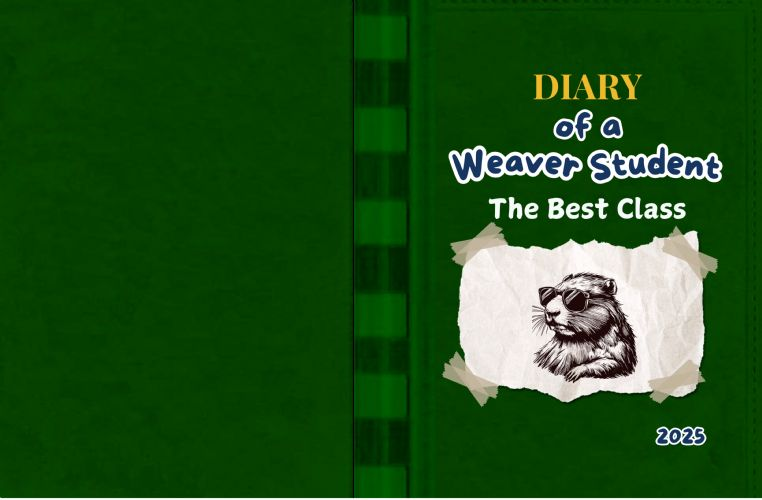 DIARY
of a
Weaver Student
The Best Class
2025